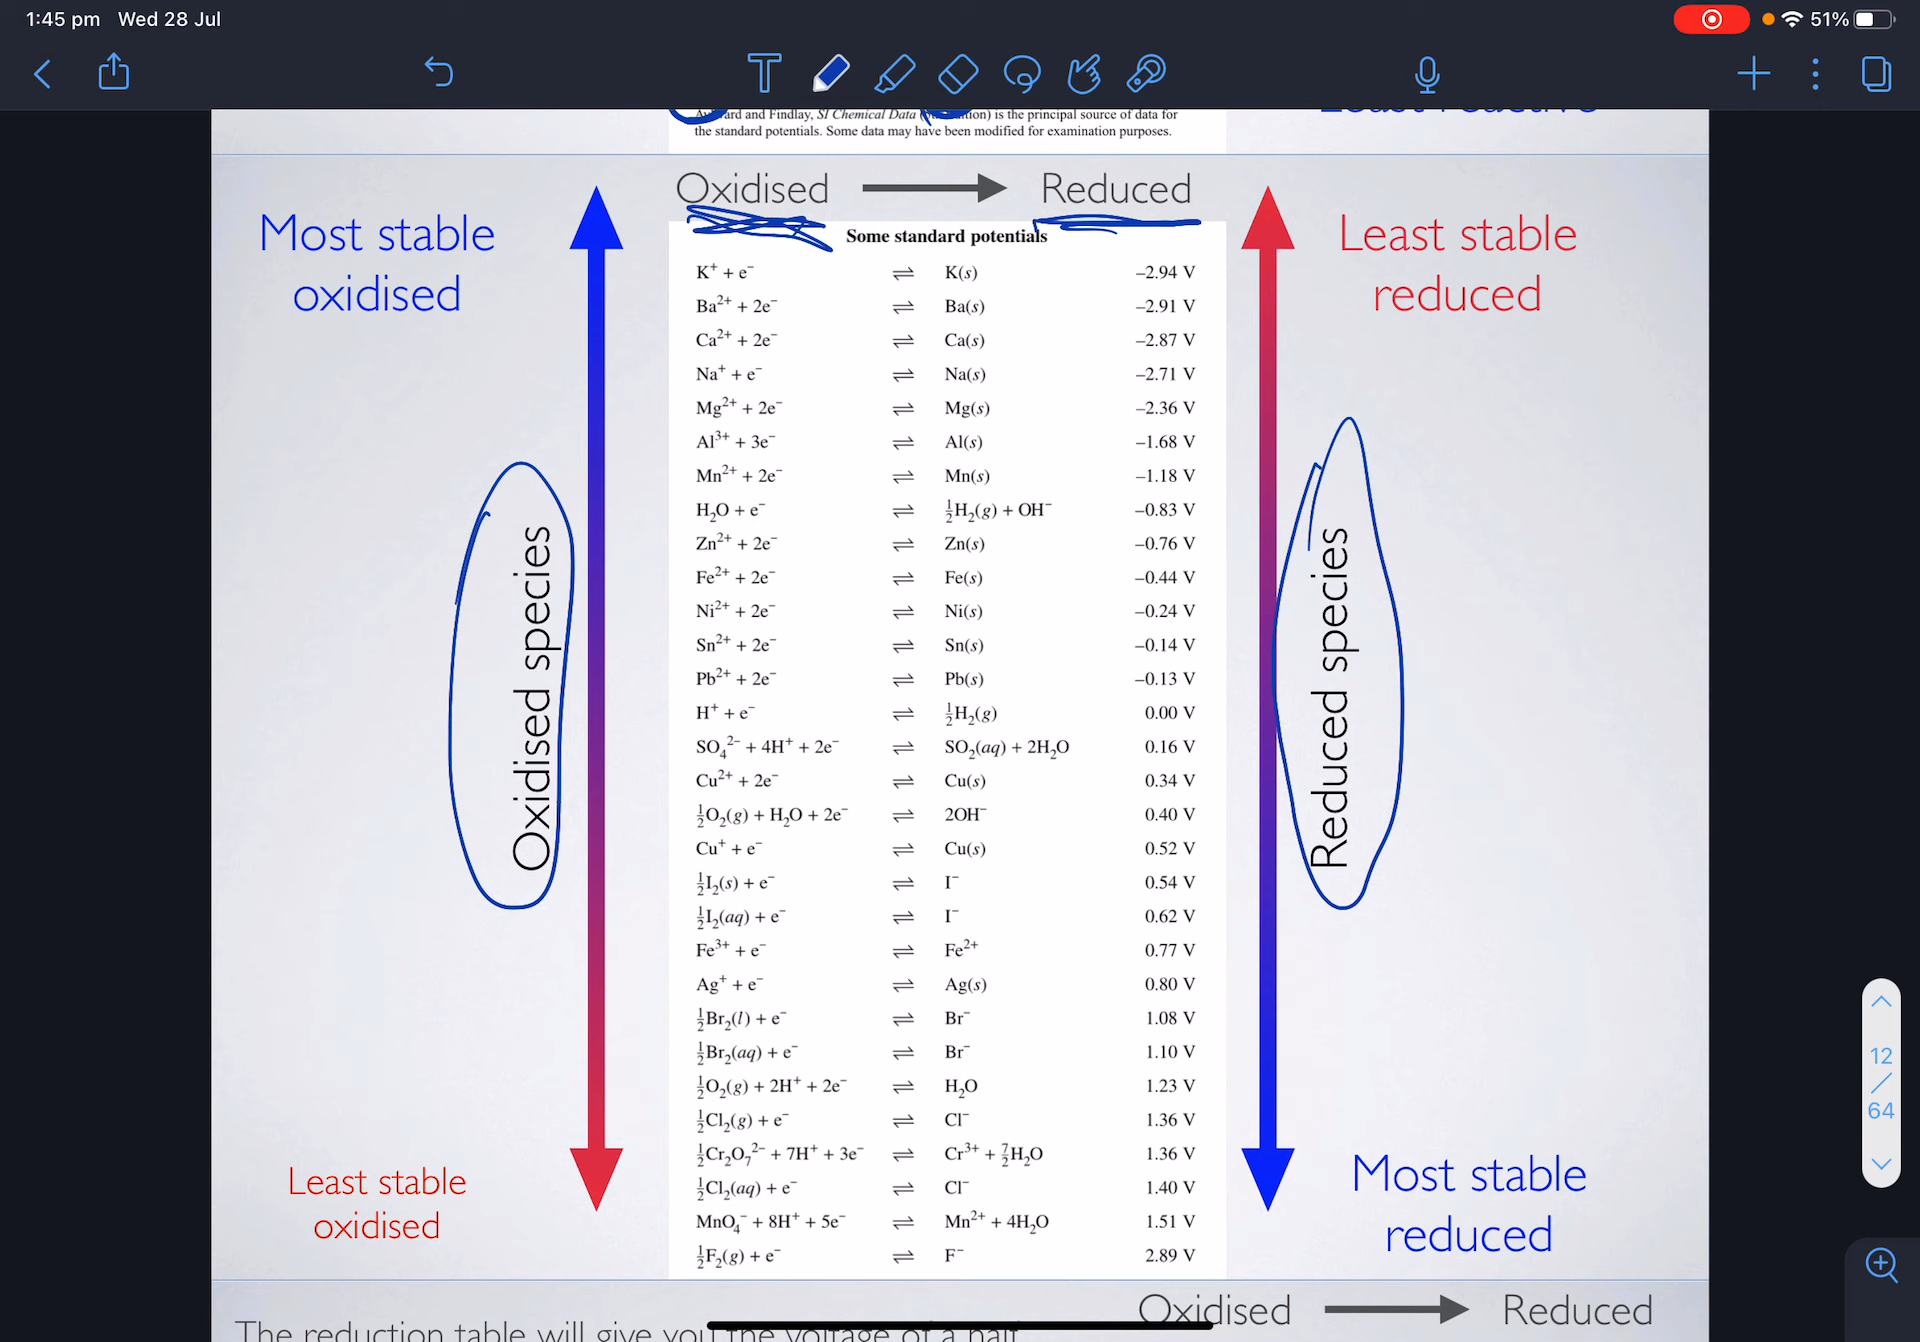 1:45 pm Wed 28 Jul
51%
ard and Findlay, SI Chemical Data ( tion) is the principal source of data for
the standard potentials. Some data may have been modified for examination purposes.
Oxidised → Reduced
Most stable
oxidised
Least stable
reduced
Some standard potentials
K⁺ + e⁻ ⇌ K(s) –2.94 V
Ba²⁺ + 2e⁻ ⇌ Ba(s) –2.91 V
Ca²⁺ + 2e⁻ ⇌ Ca(s) –2.87 V
Na⁺ + e⁻ ⇌ Na(s) –2.71 V
Mg²⁺ + 2e⁻ ⇌ Mg(s) –2.36 V
Al³⁺ + 3e⁻ ⇌ Al(s) –1.68 V
Mn²⁺ + 2e⁻ ⇌ Mn(s) –1.18 V
H₂O + e⁻ ⇌ ½H₂(g) + OH⁻ –0.83 V
Zn²⁺ + 2e⁻ ⇌ Zn(s) –0.76 V
Fe²⁺ + 2e⁻ ⇌ Fe(s) –0.44 V
Ni²⁺ + 2e⁻ ⇌ Ni(s) –0.24 V
Sn²⁺ + 2e⁻ ⇌ Sn(s) –0.14 V
Pb²⁺ + 2e⁻ ⇌ Pb(s) –0.13 V
H⁺ + e⁻ ⇌ ½H₂(g) 0.00 V
SO₄²⁻ + 4H⁺ + 2e⁻ ⇌ SO₂(aq) + 2H₂O 0.16 V
Cu²⁺ + 2e⁻ ⇌ Cu(s) 0.34 V
½O₂(g) + H₂O + 2e⁻ ⇌ 2OH⁻ 0.40 V
Cu⁺ + e⁻ ⇌ Cu(s) 0.52 V
½I₂(s) + e⁻ ⇌ I⁻ 0.54 V
½I₂(aq) + e⁻ ⇌ I⁻ 0.62 V
Fe³⁺ + e⁻ ⇌ Fe²⁺ 0.77 V
Ag⁺ + e⁻ ⇌ Ag(s) 0.80 V
½Br₂(l) + e⁻ ⇌ Br⁻ 1.08 V
½Br₂(aq) + e⁻ ⇌ Br⁻ 1.10 V
½O₂(g) + 2H⁺ + 2e⁻ ⇌ H₂O 1.23 V
½Cl₂(g) + e⁻ ⇌ Cl⁻ 1.36 V
½Cr₂O₇²⁻ + 7H⁺ + 3e⁻ ⇌ Cr³⁺ + 7/2H₂O 1.36 V
½Cl₂(aq) + e⁻ ⇌ Cl⁻ 1.40 V
MnO₄⁻ + 8H⁺ + 5e⁻ ⇌ Mn²⁺ + 4H₂O 1.51 V
½F₂(g) + e⁻ ⇌ F⁻ 2.89 V
Oxidised species
Reduced species
Least stable
oxidised
Most stable
reduced
12
/
64
Oxidised → Reduced
The reduction table will give you the voltage of a half